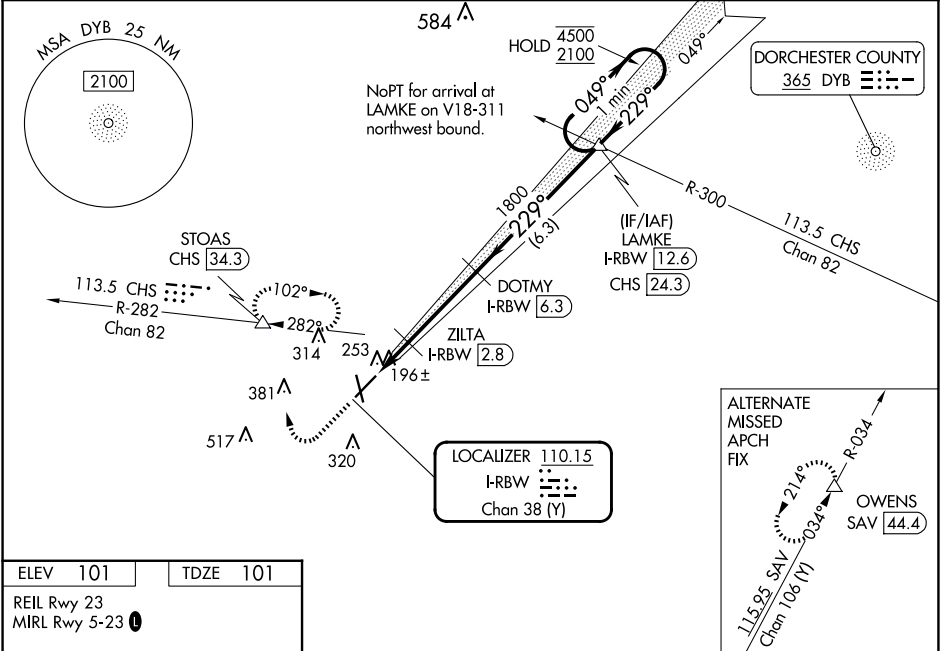 584
MSA DYB 25 NM
2100
HOLD 4500
2100
049°
DORCHESTER COUNTY
365 DYB
NoPT for arrival at
LAMKE on V18-311
northwest bound.
049°
1 min
229°
R-300
113.5 CHS
Chan 82
1800
229°
(6.3)
(IF/IAF)
LAMKE
I-RBW 12.6
CHS 24.3
STOAS
CHS 34.3
113.5 CHS
R-282
Chan 82
102°
282°
DOTMY
I-RBW 6.3
ZILTA
I-RBW 2.8
314
253
196±
381
517
320
LOCALIZER 110.15
I-RBW
Chan 38 (Y)
ALTERNATE
MISSED
APCH
FIX
R-034
214°
034°
OWENS
SAV 44.4
115.95 SAV
Chan 106 (Y)
ELEV 101
TDZE 101
REIL Rwy 23
MIRL Rwy 5-23 L